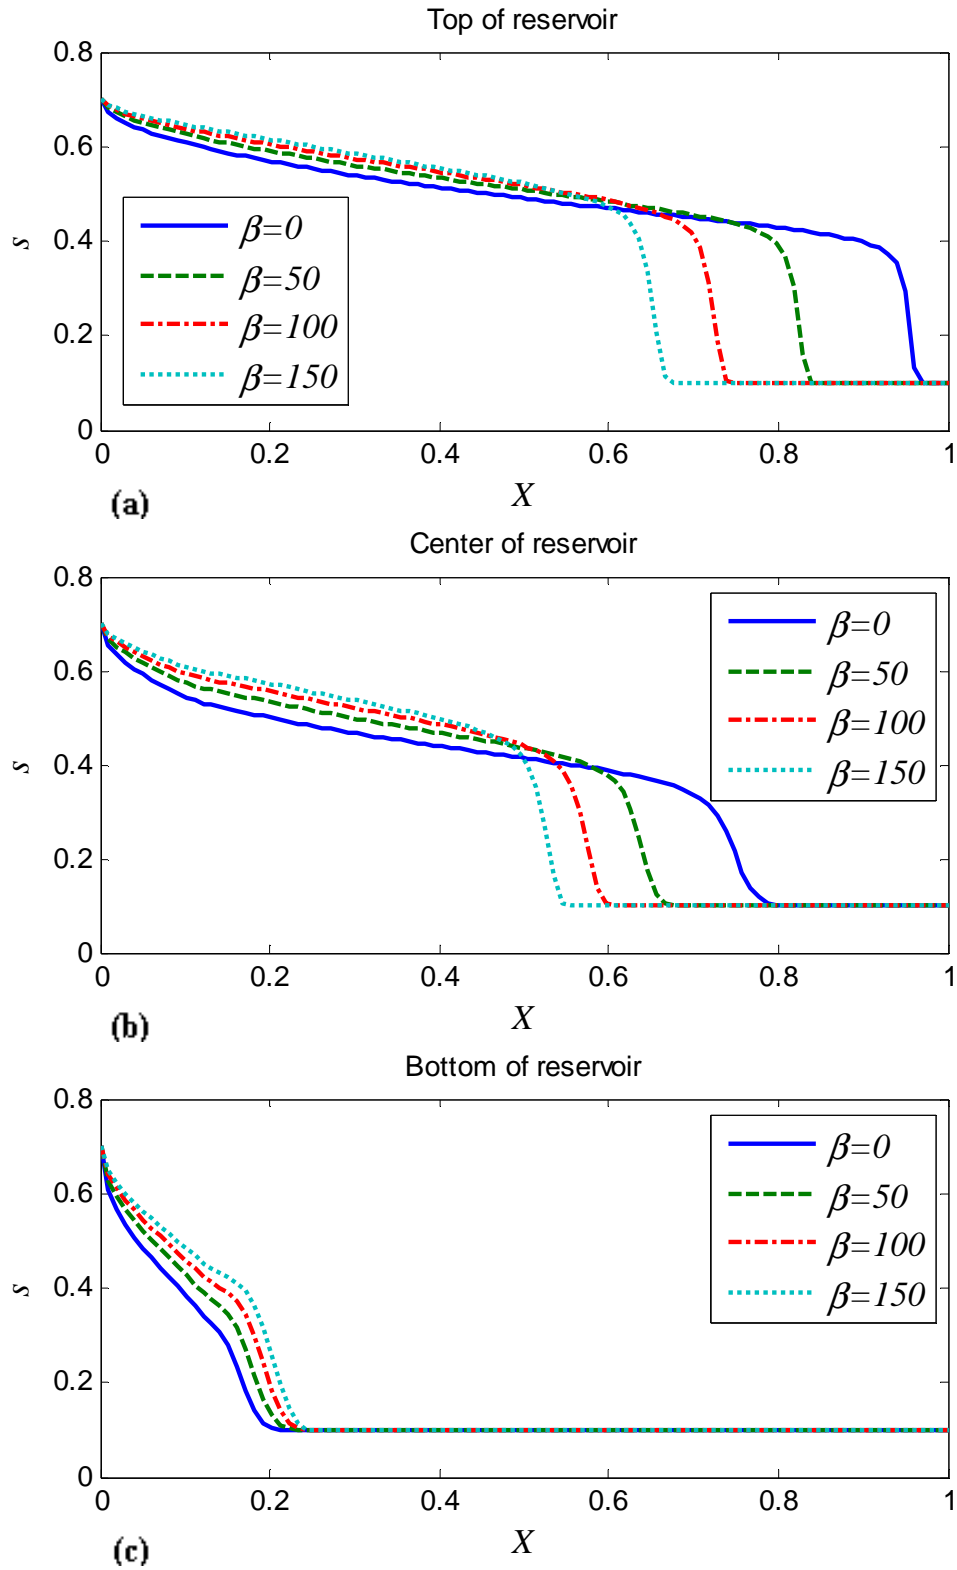 Top of reservoir
0.8
0.6
0.4
0.2
0
s
β=0
β=50
β=100
β=150
0 0.2 0.4 0.6 0.8 1
X
(a)
Center of reservoir
0.8
0.6
0.4
0.2
0
s
β=0
β=50
β=100
β=150
0 0.2 0.4 0.6 0.8 1
X
(b)
Bottom of reservoir
0.8
0.6
0.4
0.2
0
s
β=0
β=50
β=100
β=150
0 0.2 0.4 0.6 0.8 1
X
(c)